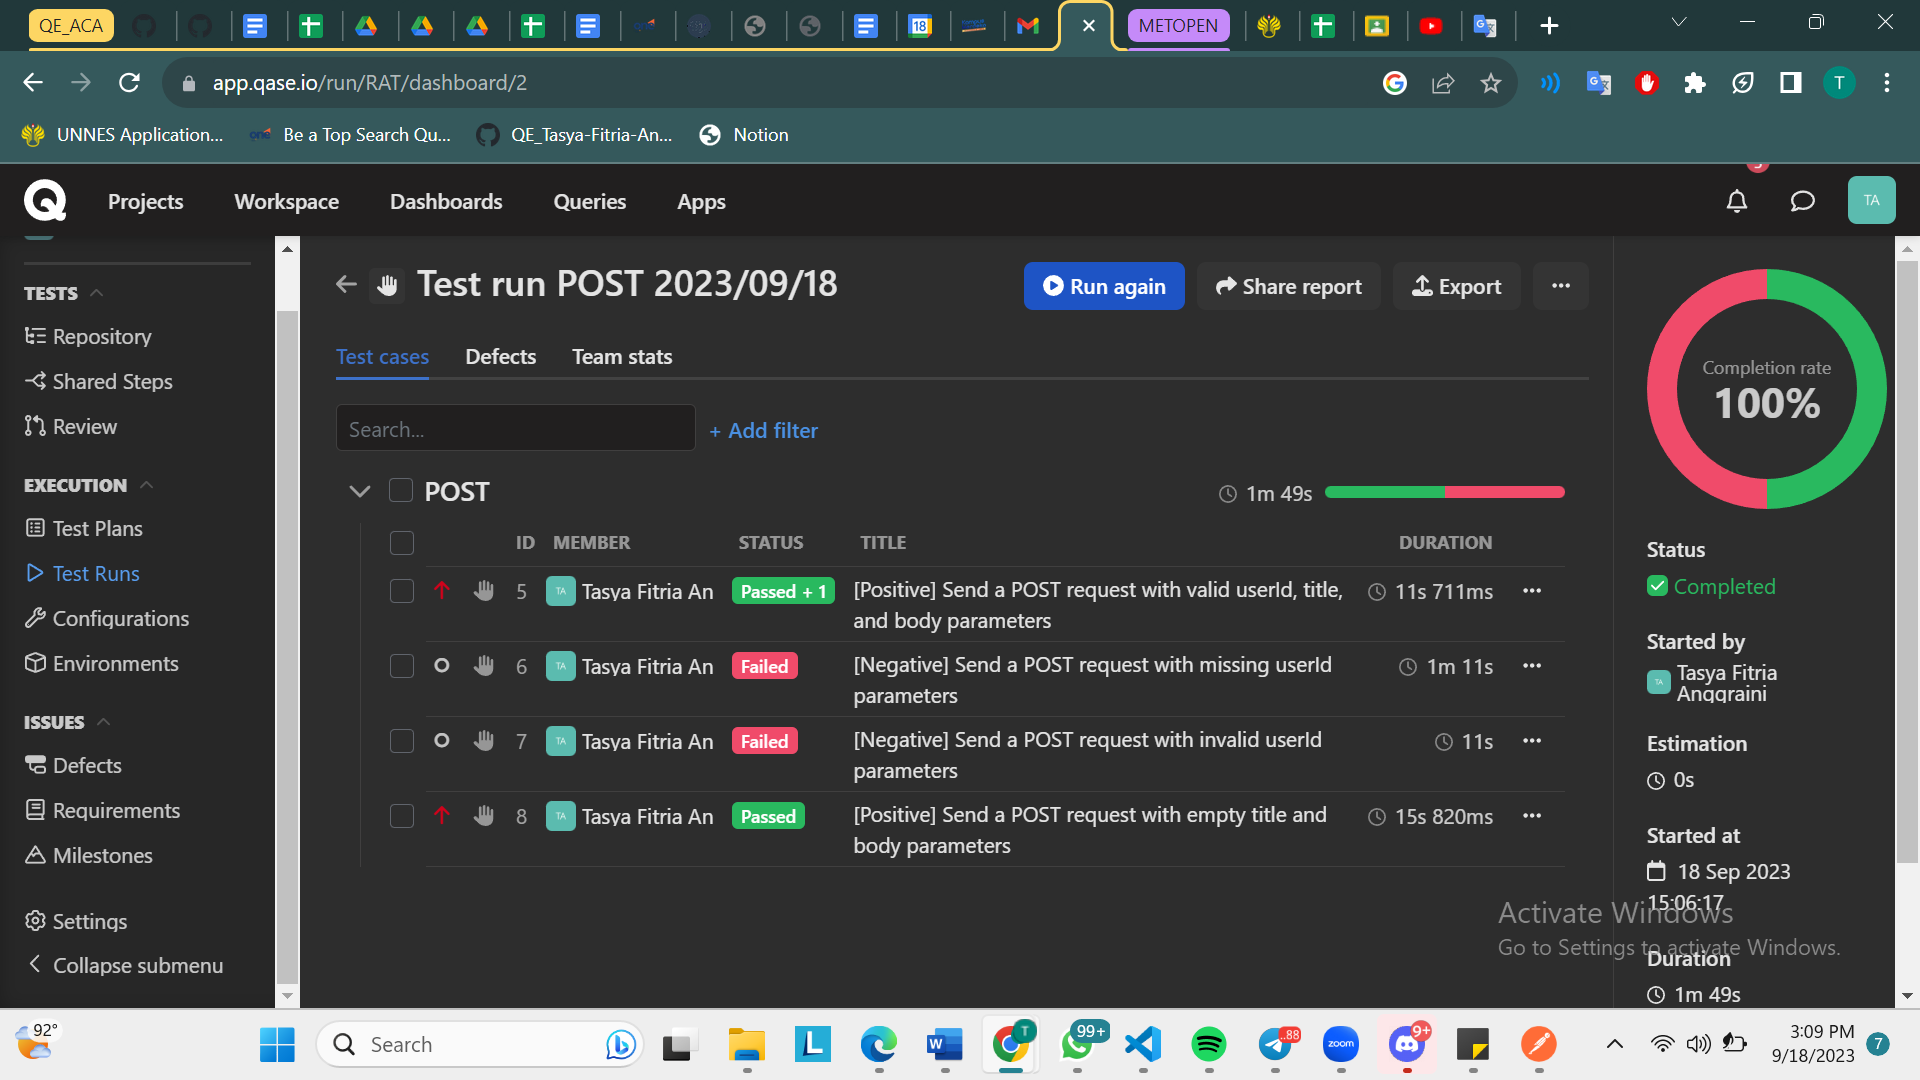 QE_ACA
METOPEN
app.qase.io/run/RAT/dashboard/2
T
UNNES Application...
one Be a Top Search Qu...
QE_Tasya-Fitria-An...
Notion
Projects
Workspace
Dashboards
Queries
Apps
TA
TESTS
Repository
Shared Steps
Review
EXECUTION
Test Plans
Test Runs
Configurations
Environments
ISSUES
Defects
Requirements
Milestones
Settings
Collapse submenu
Test run POST 2023/09/18
Run again
Share report
Export
Test cases
Defects
Team stats
Search...
+ Add filter
POST
1m 49s
ID MEMBER STATUS TITLE DURATION
5 TA Tasya Fitria An Passed + 1 [Positive] Send a POST request with valid userId, title, 11s 711ms
and body parameters
6 TA Tasya Fitria An Failed [Negative] Send a POST request with missing userId 1m 11s
parameters
7 TA Tasya Fitria An Failed [Negative] Send a POST request with invalid userId 11s
parameters
8 TA Tasya Fitria An Passed [Positive] Send a POST request with empty title and 15s 820ms
body parameters
Completion rate
100%
Status
Completed
Started by
TA Tasya Fitria
Anggraini
Estimation
0s
Started at
18 Sep 2023
15:06:17
Duration
1m 49s
Activate Windows
Go to Settings to activate Windows.
92°
Search
L
W
T
99+
88
zoom
9+
3:09 PM
9/18/2023
7